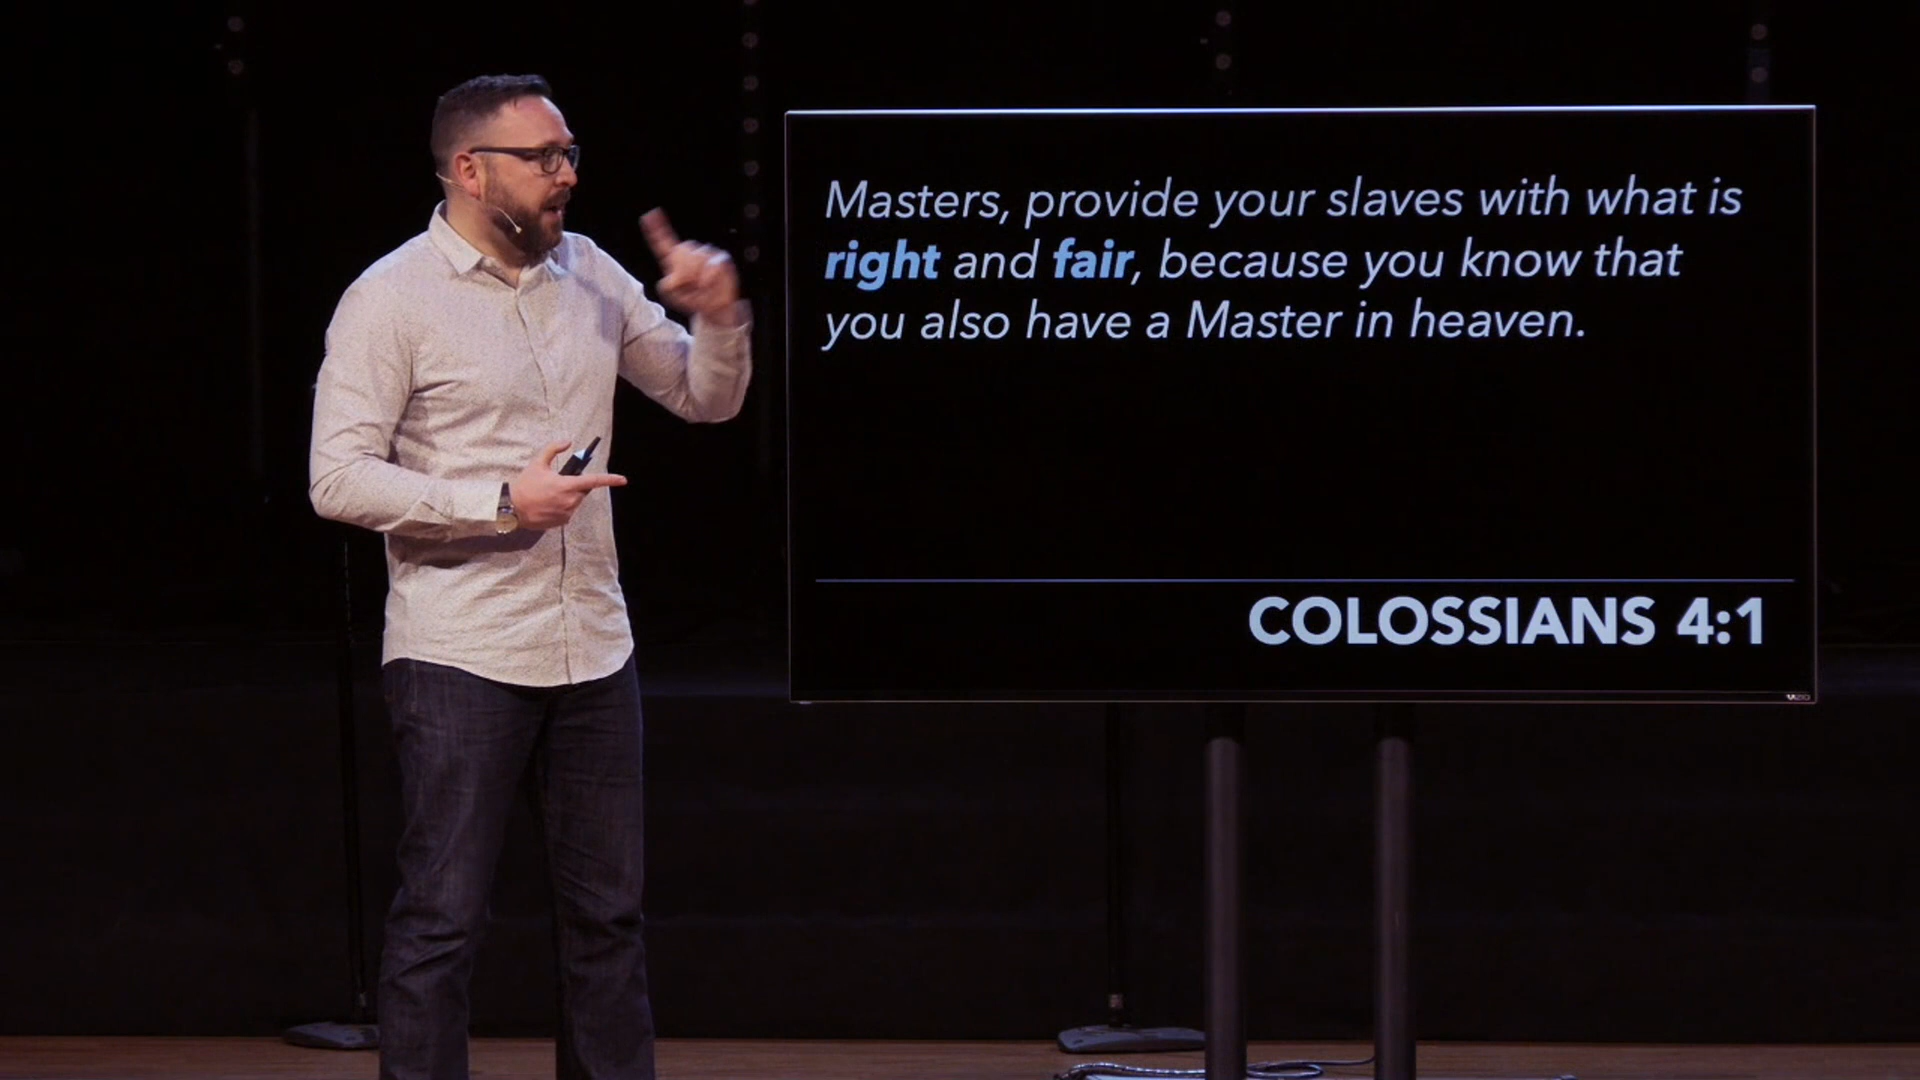 Masters, provide your slaves with what is
right and fair, because you know that
you also have a Master in heaven.
COLOSSIANS 4:1
VIZIO